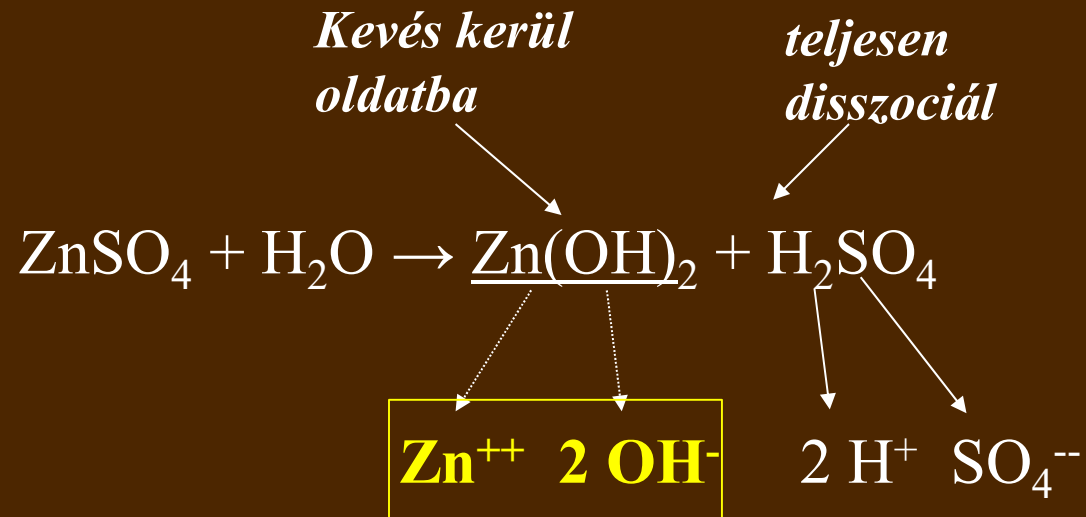 Kevés kerül
oldatba
teljesen
disszociál
ZnSO₄ + H₂O → Zn(OH)₂ + H₂SO₄
Zn⁺⁺ 2 OH⁻ 2 H⁺ SO₄⁻⁻